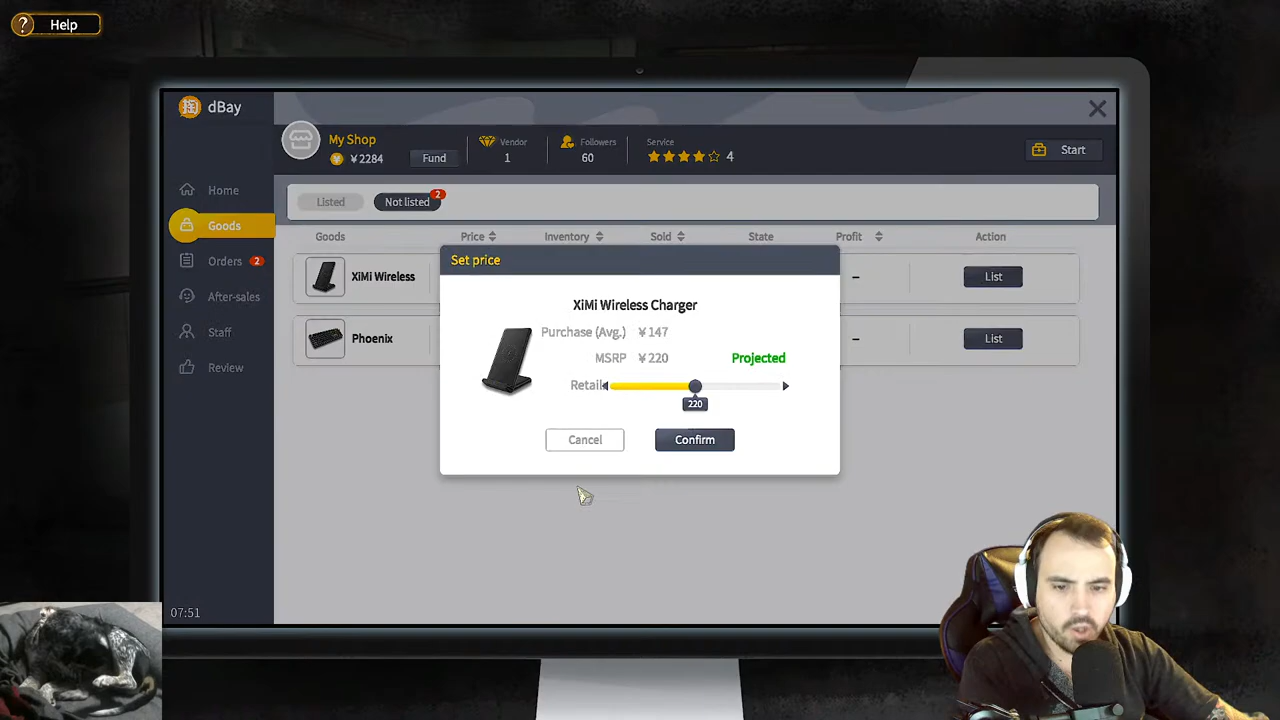 ? Help
dBay
My Shop
¥ 2284
Fund
Vendor
1
Followers
60
Service
4
Start
Home
Goods
Orders 2
After-sales
Staff
Review
Listed
Not listed 2
Goods Price Inventory Sold State Profit Action
XiMi Wireless – List
Phoenix – List
Set price
XiMi Wireless Charger
Purchase (Avg.) ¥ 147
MSRP ¥ 220 Projected
Retail
220
Cancel Confirm
07:51